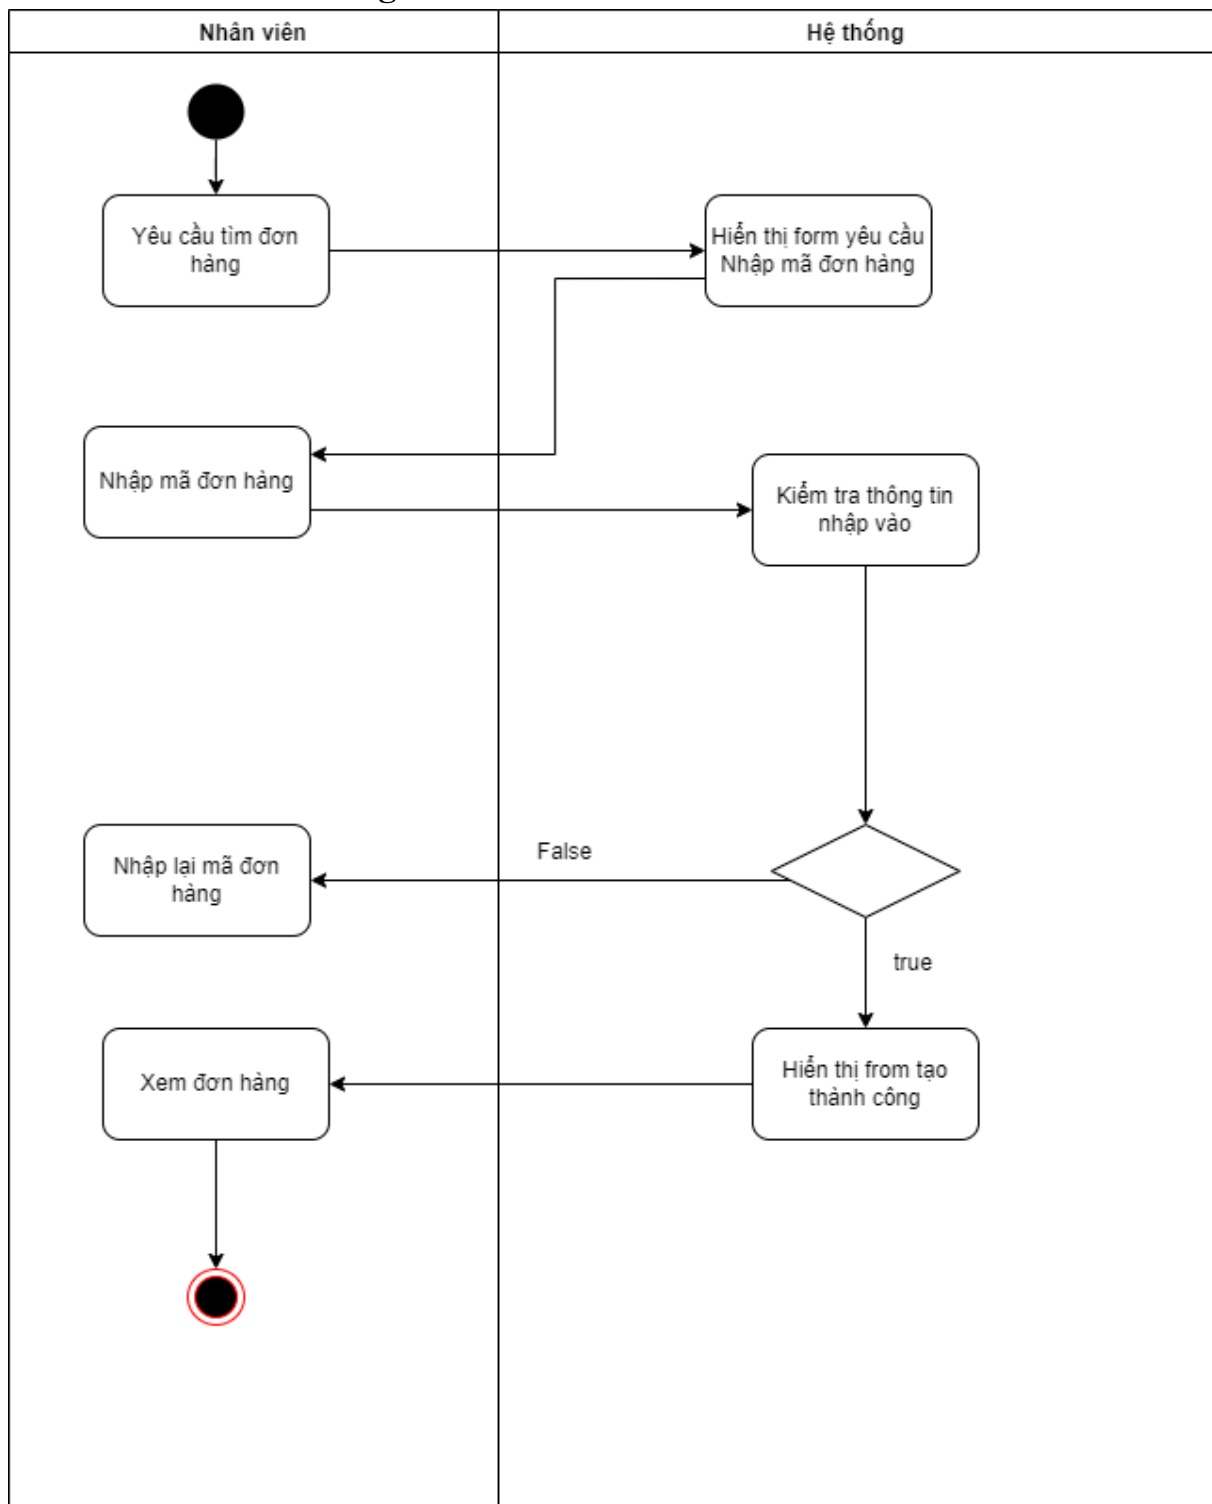 g
Nhân viên
Hệ thống
Yêu cầu tìm đơn
hàng
Hiển thị form yêu cầu
Nhập mã đơn hàng
Nhập mã đơn hàng
Kiểm tra thông tin
nhập vào
False
Nhập lại mã đơn
hàng
true
Xem đơn hàng
Hiển thị from tạo
thành công